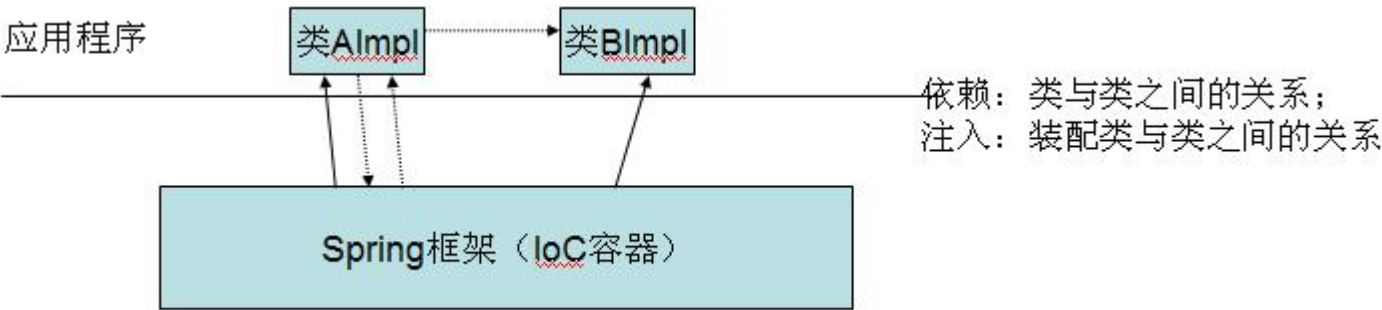 应用程序
类AImpl
类BImpl
依赖：类与类之间的关系；
注入：装配类与类之间的关系
Spring框架（IoC容器）